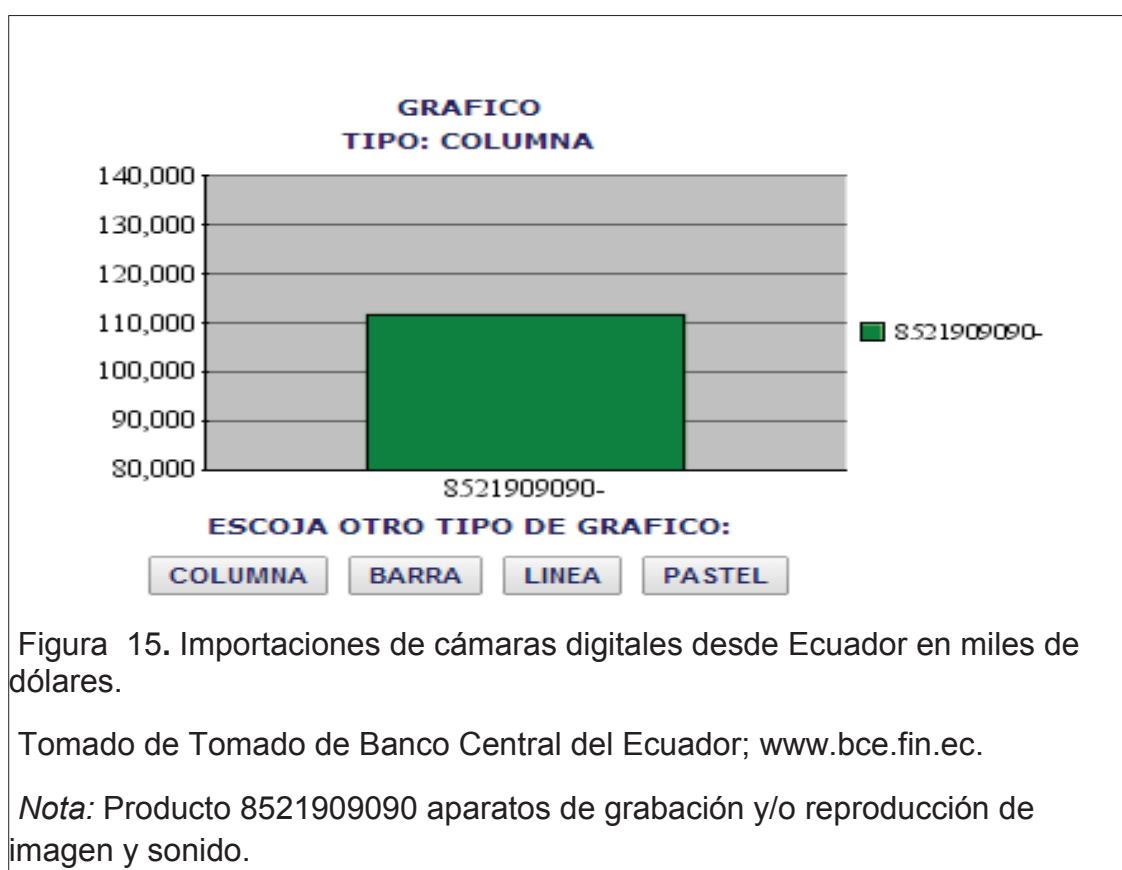 GRAFICO
TIPO: COLUMNA
140,000
130,000
120,000
110,000
100,000
90,000
80,000
8521909090-
8521909090-
ESCOJA OTRO TIPO DE GRAFICO:
COLUMNA BARRA LINEA PASTEL
Figura 15. Importaciones de cámaras digitales desde Ecuador en miles de
dólares.
Tomado de Tomado de Banco Central del Ecuador; www.bce.fin.ec.
Nota: Producto 8521909090 aparatos de grabación y/o reproducción de
imagen y sonido.